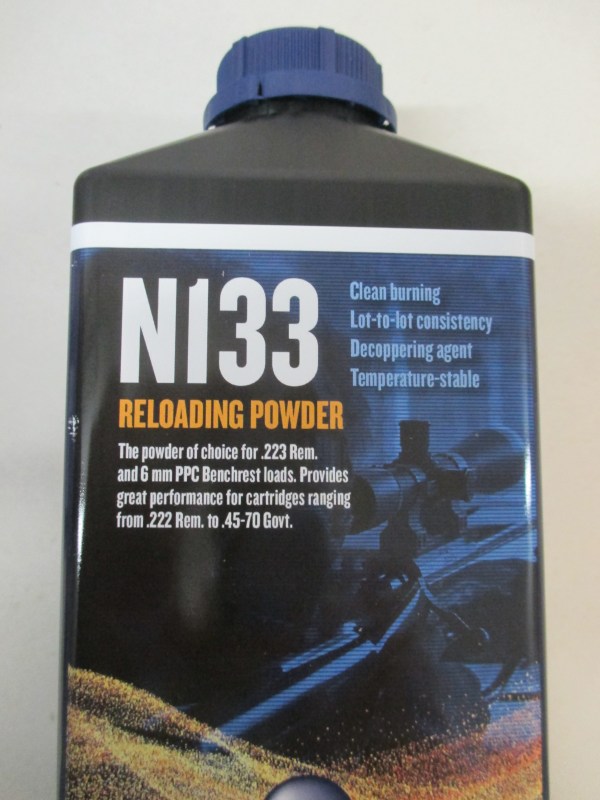 N133
RELOADING POWDER
The powder of choice for .223 Rem.
and 6 mm PPC Benchrest loads. Provides
great performance for cartridges ranging
from .222 Rem. to .45-70 Govt.
Clean burning
Lot-to-lot consistency
Decoppering agent
Temperature-stable